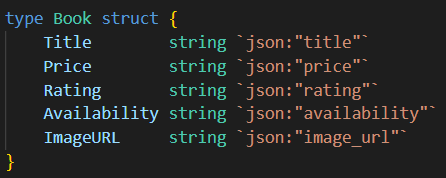 type Book struct {
    Title        string `json:"title"`
    Price        string `json:"price"`
    Rating       string `json:"rating"`
    Availability string `json:"availability"`
    ImageURL     string `json:"image_url"`
}